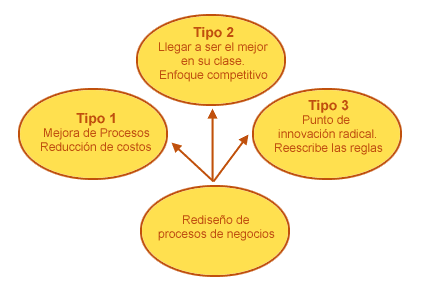 Tipo 2
Llegar a ser el mejor
en su clase.
Enfoque competitivo
Tipo 1
Mejora de Procesos
Reducción de costos
Tipo 3
Punto de
innovación radical.
Reescribe las reglas
Rediseño de
procesos de negocios